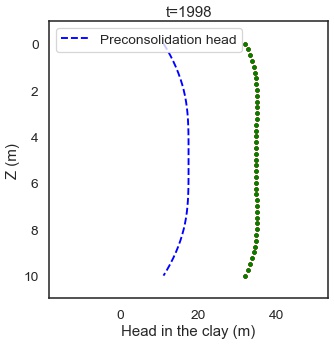 t=1998
Preconsolidation head
0
2
4
6
8
10
Z (m)
0
20
40
Head in the clay (m)